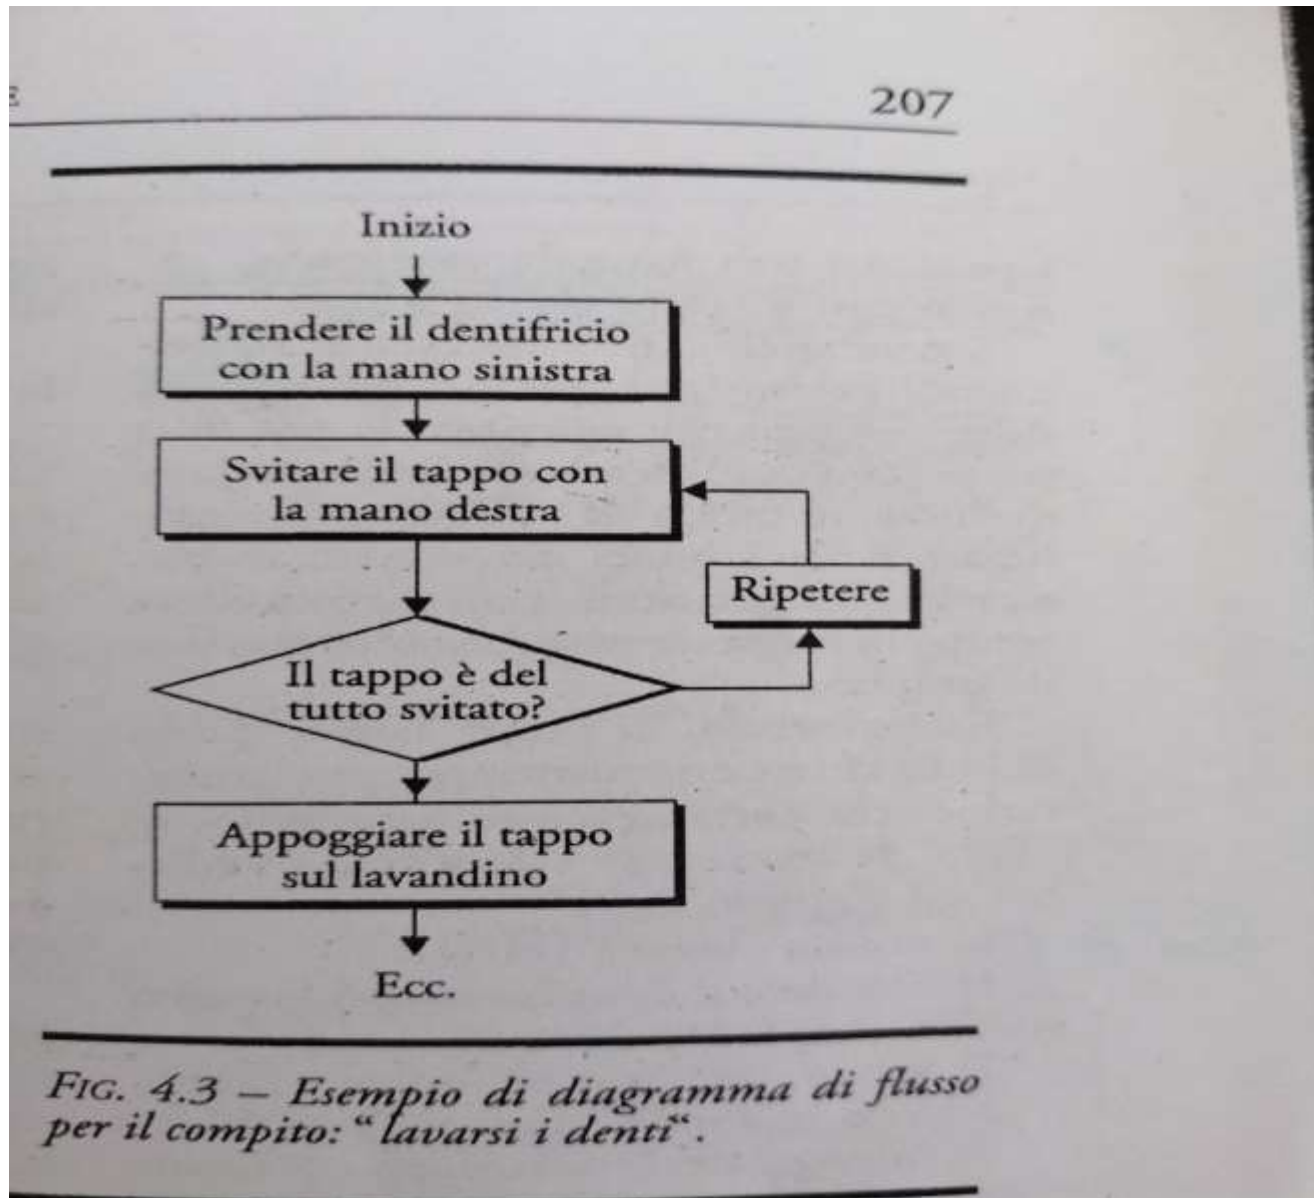 207
Inizio
Prendere il dentifricio
con la mano sinistra
Svitare il tappo con
la mano destra
Ripetere
Il tappo è del
tutto svitato?
Appoggiare il tappo
sul lavandino
Ecc.
FIG. 4.3 – Esempio di diagramma di flusso
per il compito: “lavarsi i denti“.